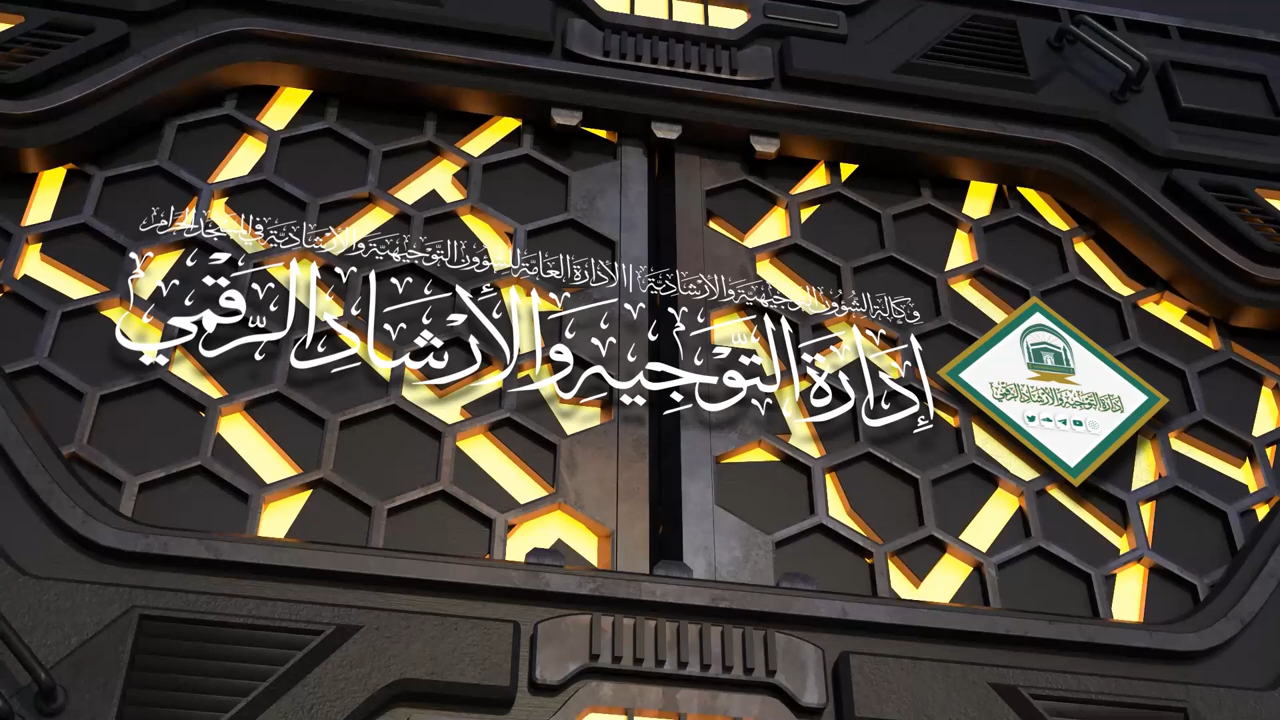 وكالة الشؤون التوجيهية والإرشادية || الإدارة العامة للشؤون التوجيهية والإرشادية في المسجد الحرام
إدارة التوجيه والإرشاد الرقمي
إدارة التوجيه والإرشاد الرقمي